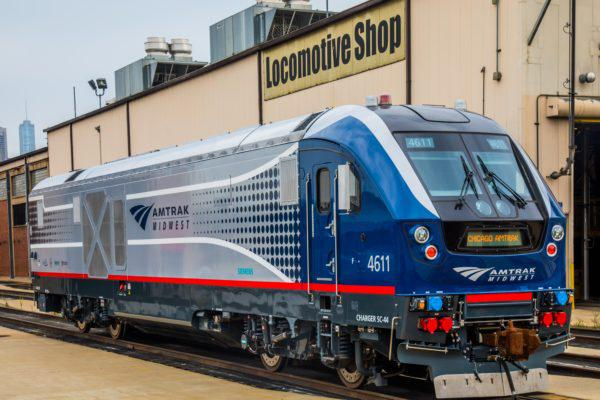 Locomotive Shop
4611
AMTRAK
MIDWEST
CHICAGO AMTRAK
SIEMENS
F
4611
AMTRAK
MIDWEST
CHARGER SC-44